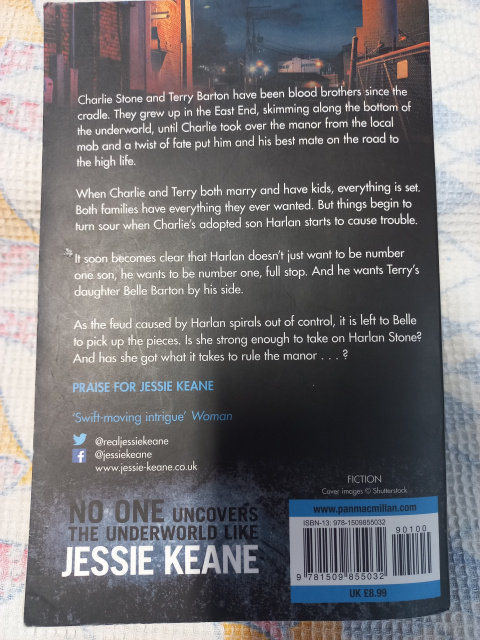 Charlie Stone and Terry Barton have been blood brothers since the
cradle. They grew up in the East End, skimming along the bottom of
the underworld, until Charlie took over the manor from the local
mob and a twist of fate put him and his best mate on the road to
the high life.
When Charlie and Terry both marry and have kids, everything is set.
Both families have everything they ever wanted. But things begin to
turn sour when Charlie's adopted son Harlan starts to cause trouble.
It soon becomes clear that Harlan doesn't just want to be number
one son, he wants to be number one, full stop. And he wants Terry's
daughter Belle Barton by his side.
As the feud caused by Harlan spirals out of control, it is left to Belle
to pick up the pieces. Is she strong enough to take on Harlan Stone?
And has she got what it takes to rule the manor . . . ?
PRAISE FOR JESSIE KEANE
'Swift-moving intrigue' Woman
@realjessiekeane
f @jessiekeane
www.jessie-keane.co.uk
NO ONE UNCOVERS
THE UNDERWORLD LIKE
JESSIE KEANE
FICTION
Cover images © Shutterstock
www.panmacmillan.com
ISBN-13: 978-1509855032
90100
9 781509 855032
UK £8.99